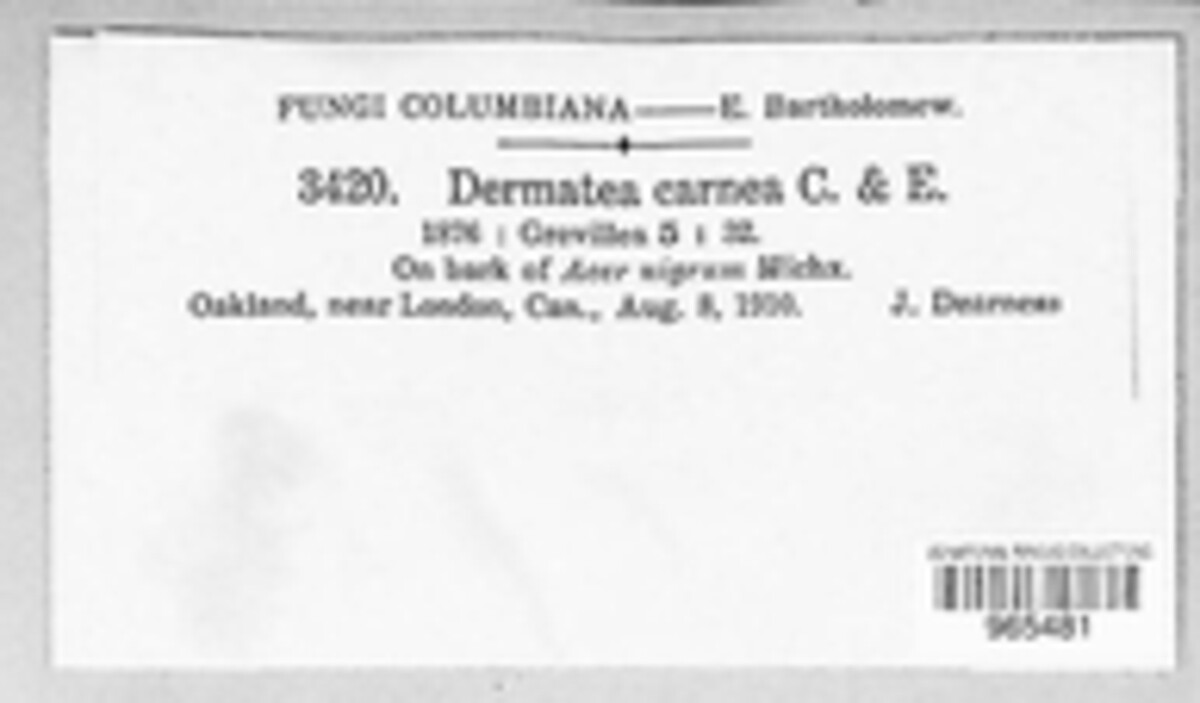 FUNGI COLUMBIANA——E. Bartholomew.
3420. Dermatea carnea C. & E.
1876 : Grevillea 5 : 32.
On bark of Acer nigrum Michx.
Oakland, near London, Can., Aug. 8, 1910. J. Dearness
965481